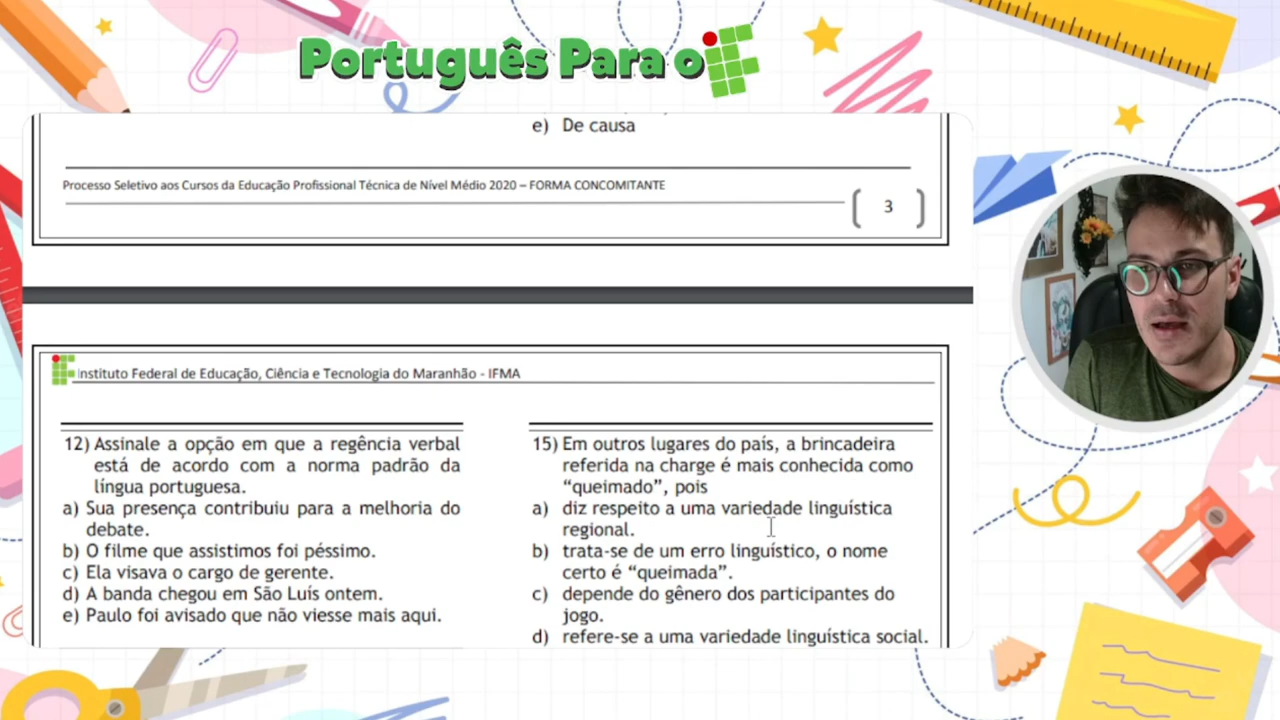 Português Para o
e) De causa
Processo Seletivo aos Cursos da Educação Profissional Técnica de Nível Médio 2020 – FORMA CONCOMITANTE
3
Instituto Federal de Educação, Ciência e Tecnologia do Maranhão - IFMA
12) Assinale a opção em que a regência verbal
está de acordo com a norma padrão da
língua portuguesa.
a) Sua presença contribuiu para a melhoria do
debate.
b) O filme que assistimos foi péssimo.
c) Ela visava o cargo de gerente.
d) A banda chegou em São Luís ontem.
e) Paulo foi avisado que não viesse mais aqui.
15) Em outros lugares do país, a brincadeira
referida na charge é mais conhecida como
“queimado”, pois
a) diz respeito a uma variedade linguística
regional.
b) trata-se de um erro linguístico, o nome
certo é “queimada”.
c) depende do gênero dos participantes do
jogo.
d) refere-se a uma variedade linguística social.